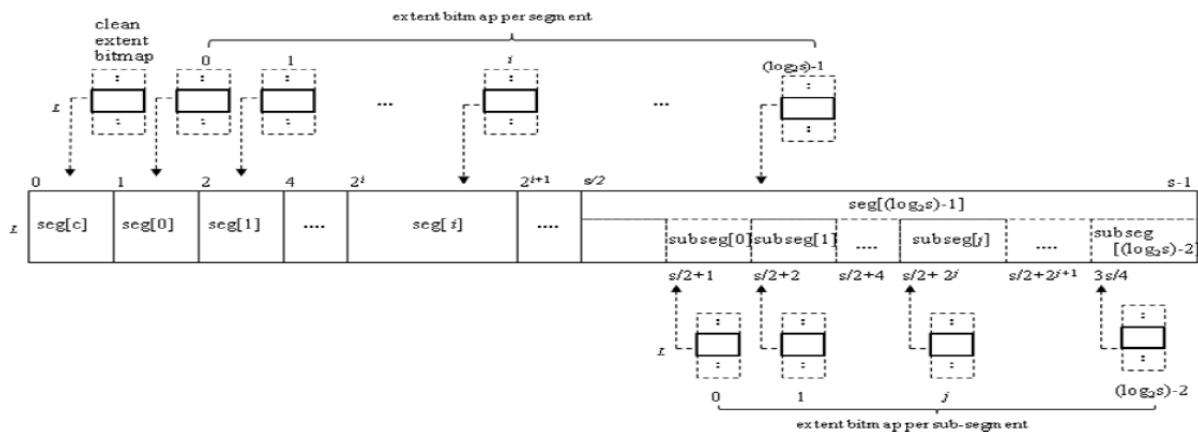 extent bitmap per segment
clean
extent
bitmap
0 1 i (log₂s)-1
: : : : :
r ... ...
: : : : :
0 1 2 4 2ⁱ 2ⁱ⁺¹ s/2 s-1
seg[(log₂s)-1]
r seg[c] seg[0] seg[1] .... seg[i] ....
subseg[0] subseg[1] .... subseg[j] .... subseg
[(log₂s)-2]
s/2+1 s/2+2 s/2+4 s/2+2ʲ s/2+2ʲ⁺¹ 3s/4
: : : :
r
: : : :
0 1 j (log₂s)-2
extent bitmap per sub-segment